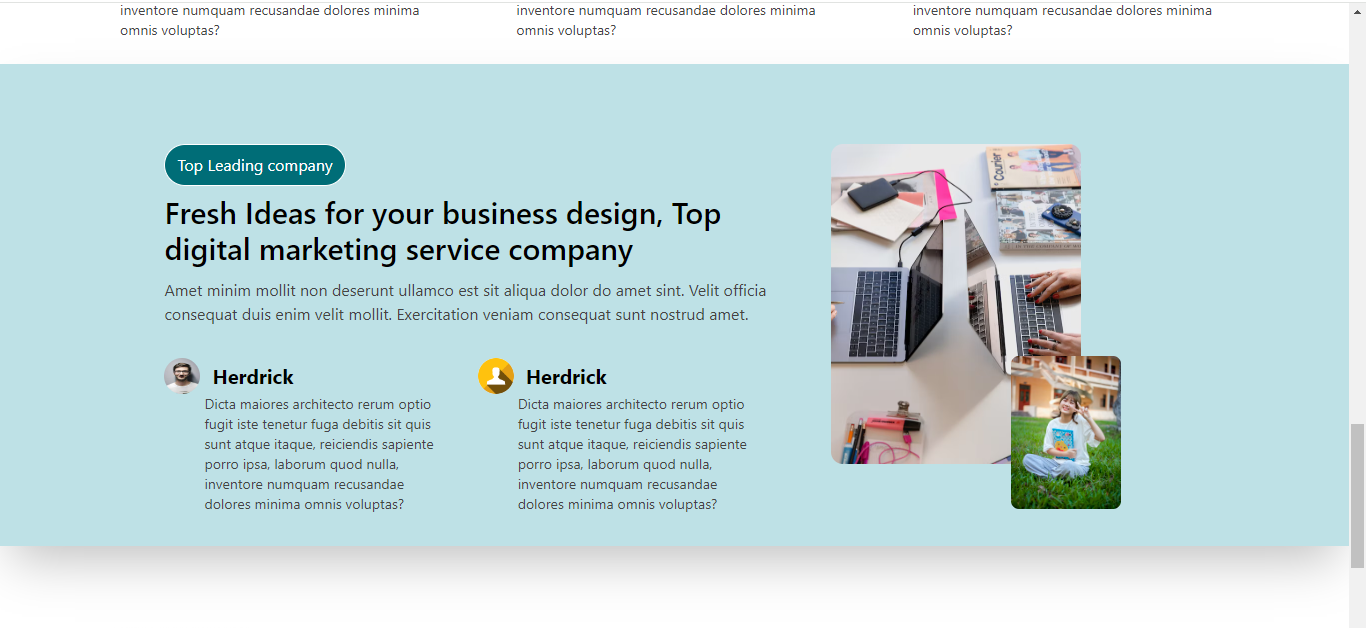 inventore numquam recusandae dolores minima
omnis voluptas?
inventore numquam recusandae dolores minima
omnis voluptas?
inventore numquam recusandae dolores minima
omnis voluptas?
Top Leading company
Fresh Ideas for your business design, Top
digital marketing service company
Amet minim mollit non deserunt ullamco est sit aliqua dolor do amet sint. Velit officia
consequat duis enim velit mollit. Exercitation veniam consequat sunt nostrud amet.
Herdrick
Dicta maiores architecto rerum optio
fugit iste tenetur fuga debitis sit quis
sunt atque itaque, reiciendis sapiente
porro ipsa, laborum quod nulla,
inventore numquam recusandae
dolores minima omnis voluptas?
Herdrick
Dicta maiores architecto rerum optio
fugit iste tenetur fuga debitis sit quis
sunt atque itaque, reiciendis sapiente
porro ipsa, laborum quod nulla,
inventore numquam recusandae
dolores minima omnis voluptas?
Courier